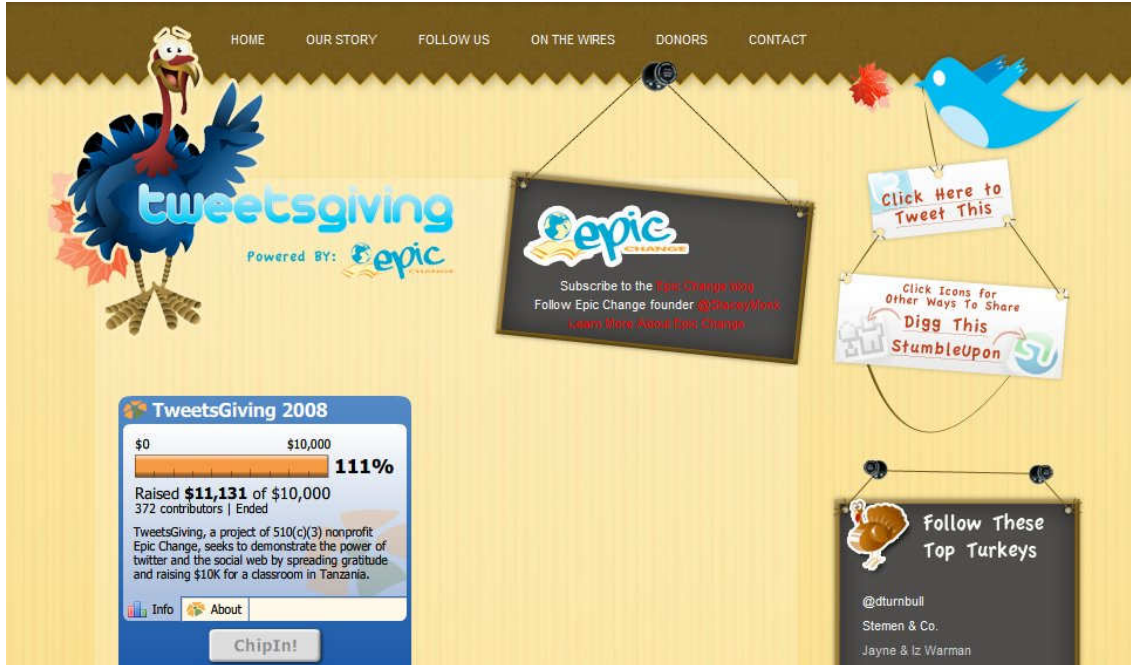 HOME OUR STORY FOLLOW US ON THE WIRES DONORS CONTACT
tweetsgiving
Powered BY: epic
CHANGE
epic
CHANGE
Subscribe to the Epic Change blog
Follow Epic Change founder @StaceyMonk
Learn More About Epic Change
Click Here to
Tweet This
Click Icons for
Other Ways To Share
Digg This
StumbleUpon
TweetsGiving 2008
$0 $10,000
111%
Raised $11,131 of $10,000
372 contributors | Ended
TweetsGiving, a project of 510(c)(3) nonprofit
Epic Change, seeks to demonstrate the power of
twitter and the social web by spreading gratitude
and raising $10K for a classroom in Tanzania.
Info About
ChipIn!
Follow These
Top Turkeys
@dturnbull
Stemen & Co.
Jayne & Iz Warman